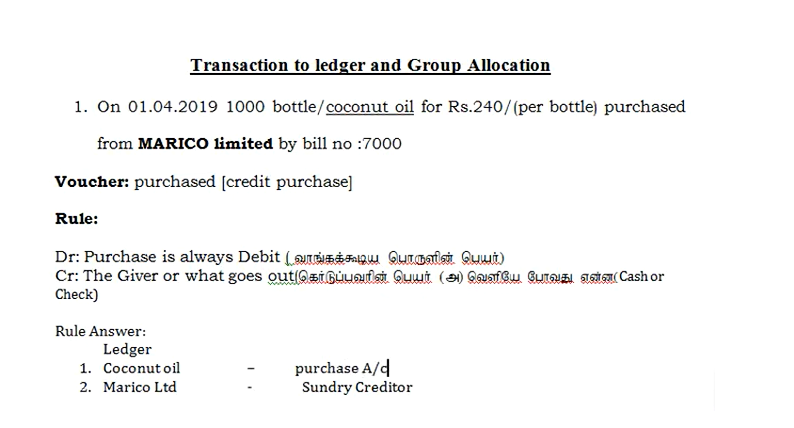 Transaction to ledger and Group Allocation
1. On 01.04.2019 1000 bottle/coconut oil for Rs.240/(per bottle) purchased
from MARICO limited by bill no :7000
Voucher: purchased [credit purchase]
Rule:
Dr: Purchase is always Debit ( வாங்கக்கூடிய பொருளின் பெயர்)
Cr: The Giver or what goes out(கொடுப்பவரின் பெயர் (அ) வெளியே போவது என்ன(Cash or
Check)
Rule Answer:
Ledger
1. Coconut oil – purchase A/c
2. Marico Ltd - Sundry Creditor